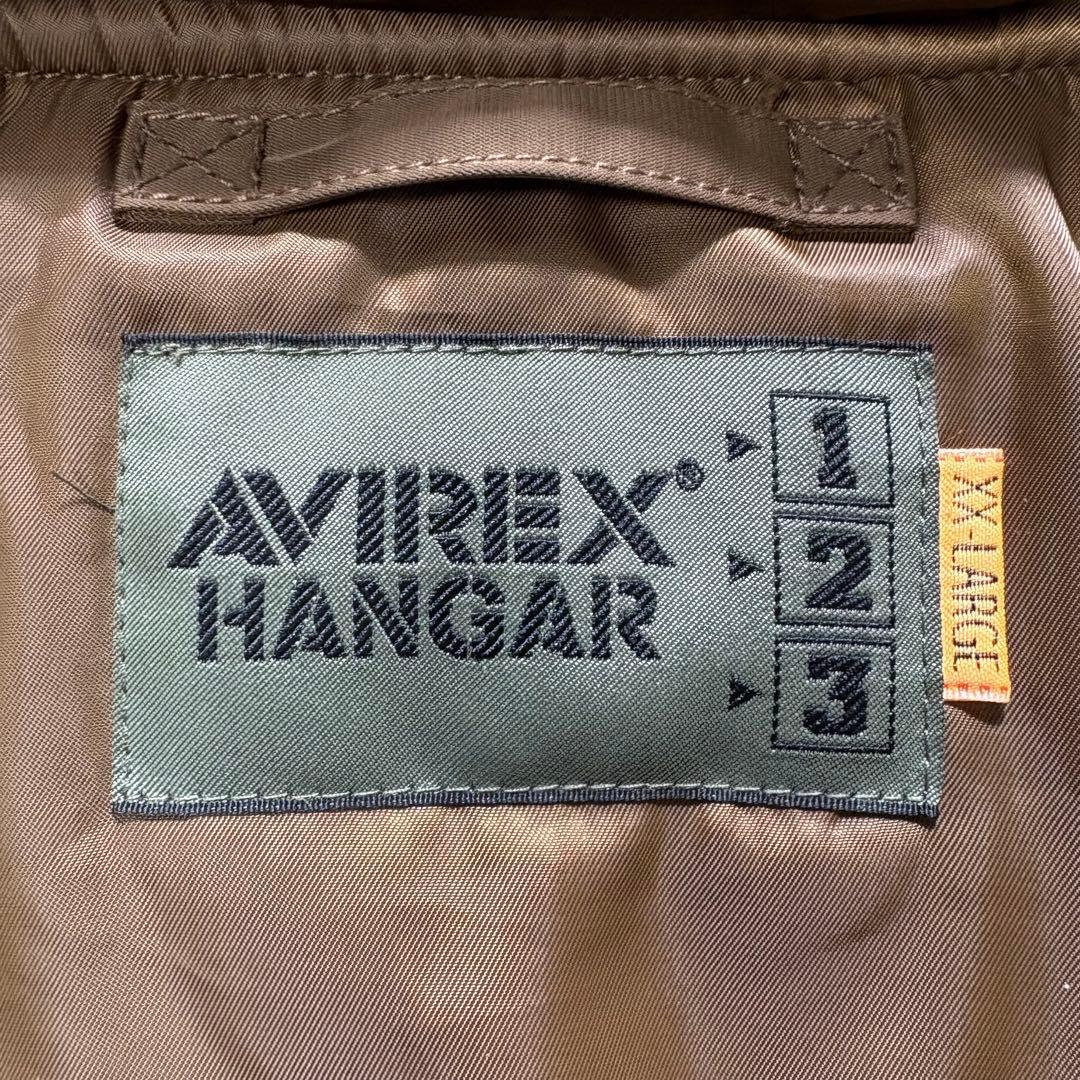 AVIREX®
HANGAR
1
2
3
XX-LARGE